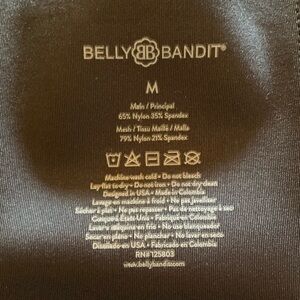 BELLY BB BANDIT®
M
Main / Principal
65% Nylon 35% Spandex
Mesh / Tissu Maillé / Malla
79% Nylon 21% Spandex
Machine wash cold • Do not bleach
Lay flat to dry • Do not iron • Do not dry clean
Designed in USA • Made in Colombia
Lavage en machine à froid • Ne pas javelliser
Sécher à plat • Ne pas repasser • Pas de nettoyage à sec
Conçu à États-Unis • Fabriqué en Colombie
Lavar a máquina en frío • No use blanqueador
Secar en plano • No planchar • No lavar en seco
Diseñado en USA • Fabricado en Colombia
RN# 125803
www.bellybandit.com